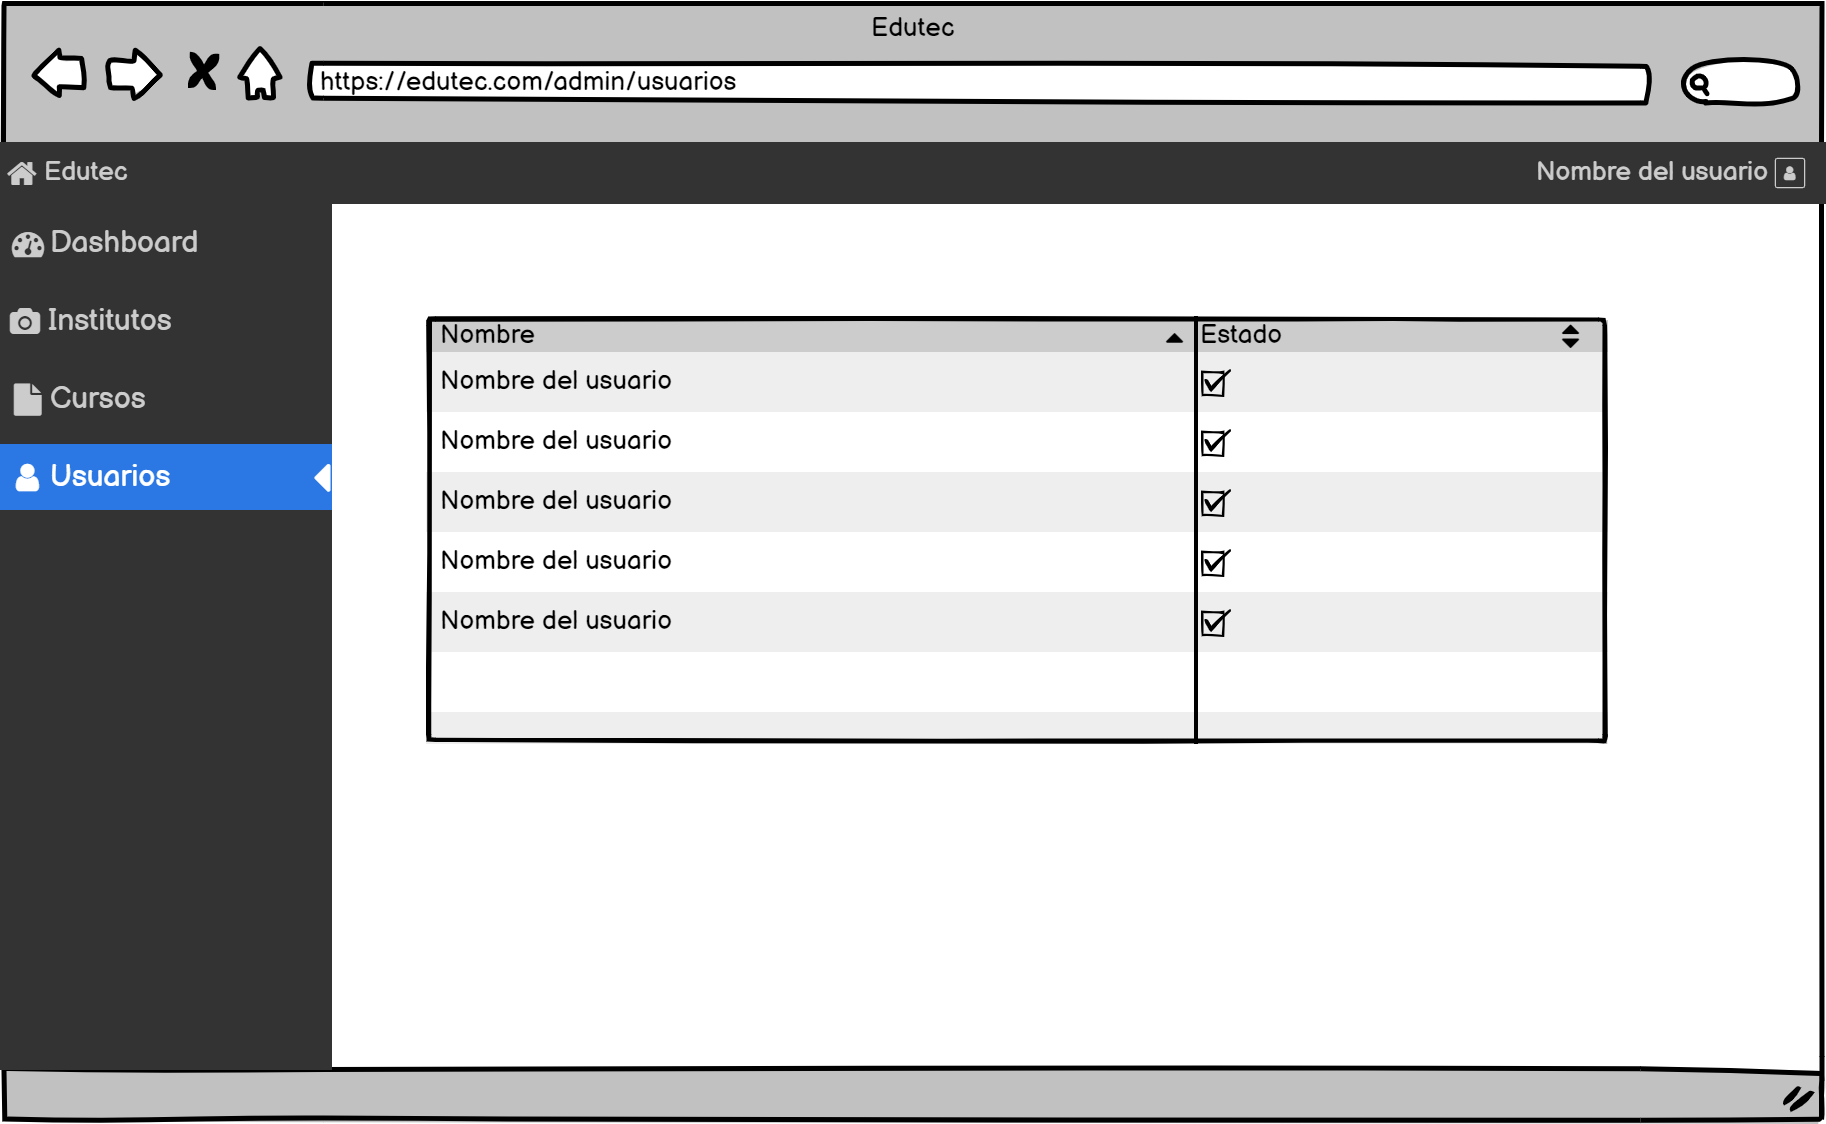 Edutec
https://edutec.com/admin/usuarios
Edutec
Nombre del usuario
Dashboard
Institutos
Cursos
Usuarios
Nombre Estado
Nombre del usuario
Nombre del usuario
Nombre del usuario
Nombre del usuario
Nombre del usuario